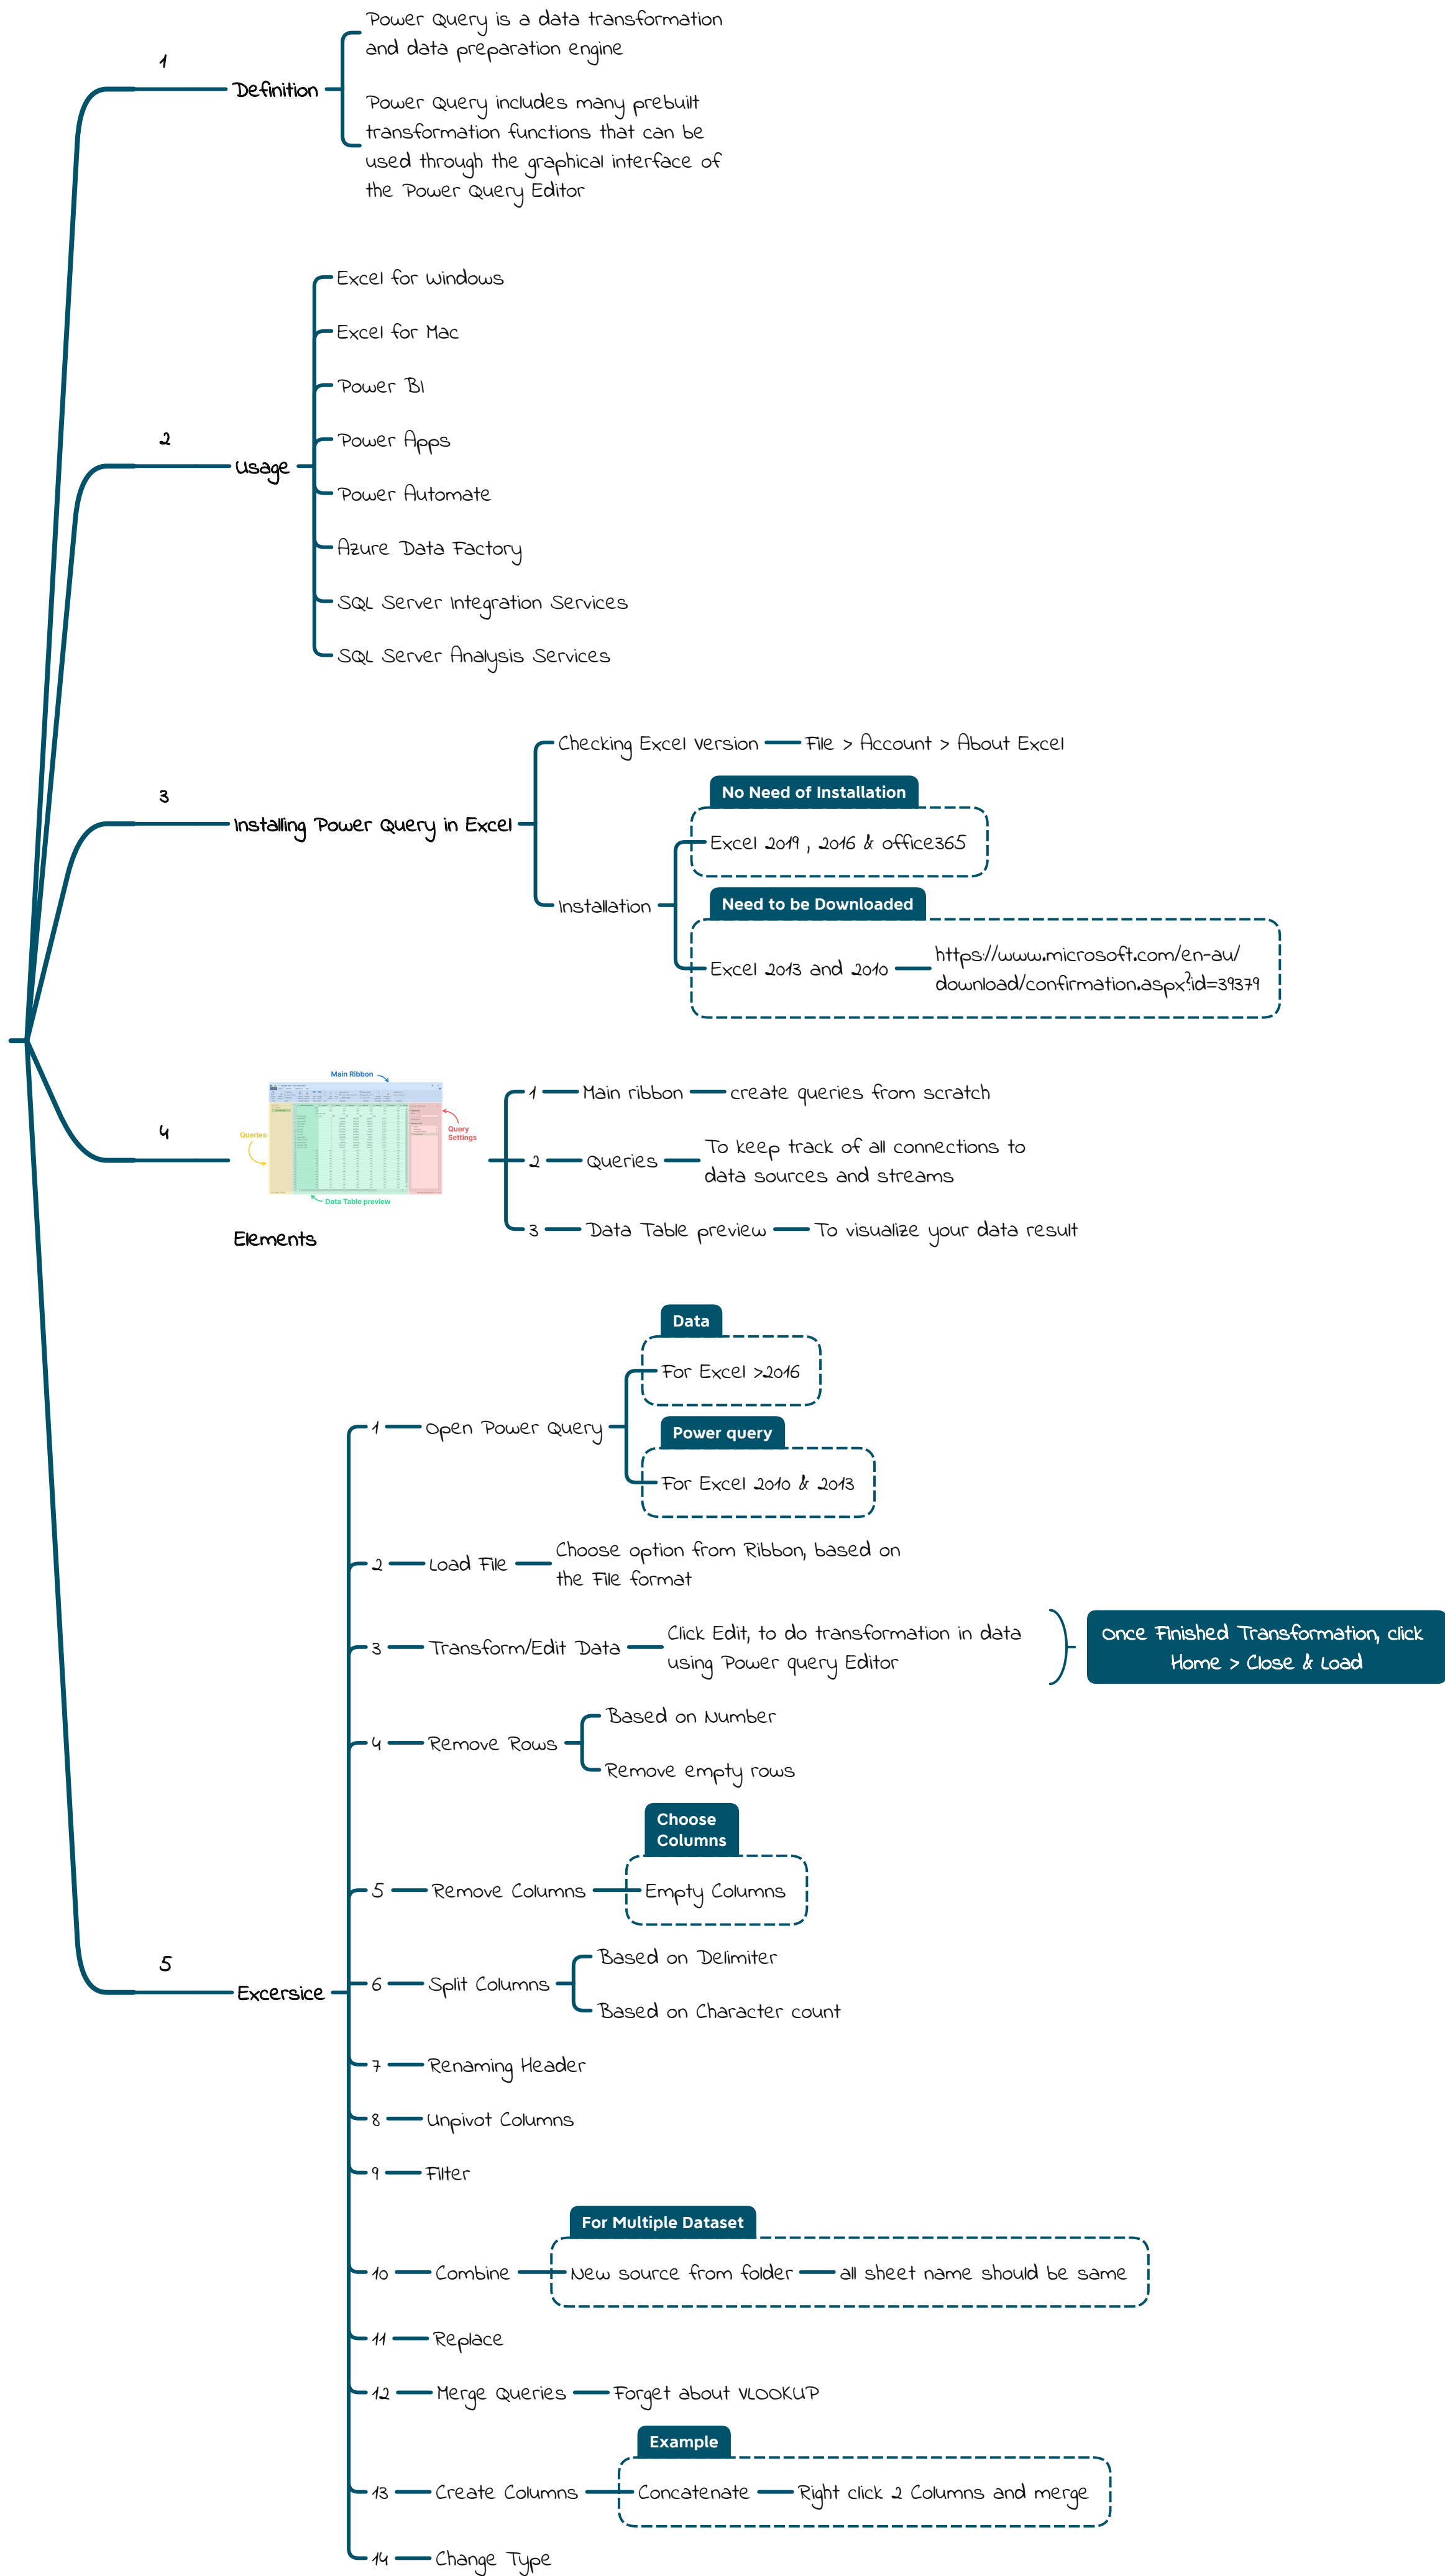 1
Definition
Power Query is a data transformation
and data preparation engine
Power Query includes many prebuilt
transformation functions that can be
used through the graphical interface of
the Power Query Editor
2
Usage
Excel for Windows
Excel for Mac
Power BI
Power Apps
Power Automate
Azure Data Factory
SQL Server Integration Services
SQL Server Analysis Services
3
Installing Power Query in Excel
Checking Excel Version
File > Account > About Excel
Installation
No Need of Installation
Excel 2019 , 2016 & office365
Need to be Downloaded
Excel 2013 and 2010
https://www.microsoft.com/en-au/
download/confirmation.aspx?id=39379
4
Main Ribbon
Queries
Query
Settings
Data Table preview
Elements
1
Main ribbon
create queries from scratch
2
Queries
To keep track of all connections to
data sources and streams
3
Data Table preview
To visualize your data result
5
Excersice
1
Open Power Query
Data
For Excel >2016
Power query
For Excel 2010 & 2013
2
Load File
Choose option from Ribbon, based on
the File format
3
Transform/Edit Data
Click Edit, to do transformation in data
using Power query Editor
Once FInished Transformation, click
Home > Close & Load
4
Remove Rows
Based on Number
Remove empty rows
5
Remove Columns
Choose
Columns
Empty Columns
6
Split Columns
Based on Delimiter
Based on Character count
7
Renaming Header
8
Unpivot Columns
9
Filter
10
Combine
For Multiple Dataset
New source from folder
all sheet name should be same
11
Replace
12
Merge Queries
Forget about VLOOKUP
13
Create Columns
Example
Concatenate
Right click 2 Columns and merge
14
Change Type